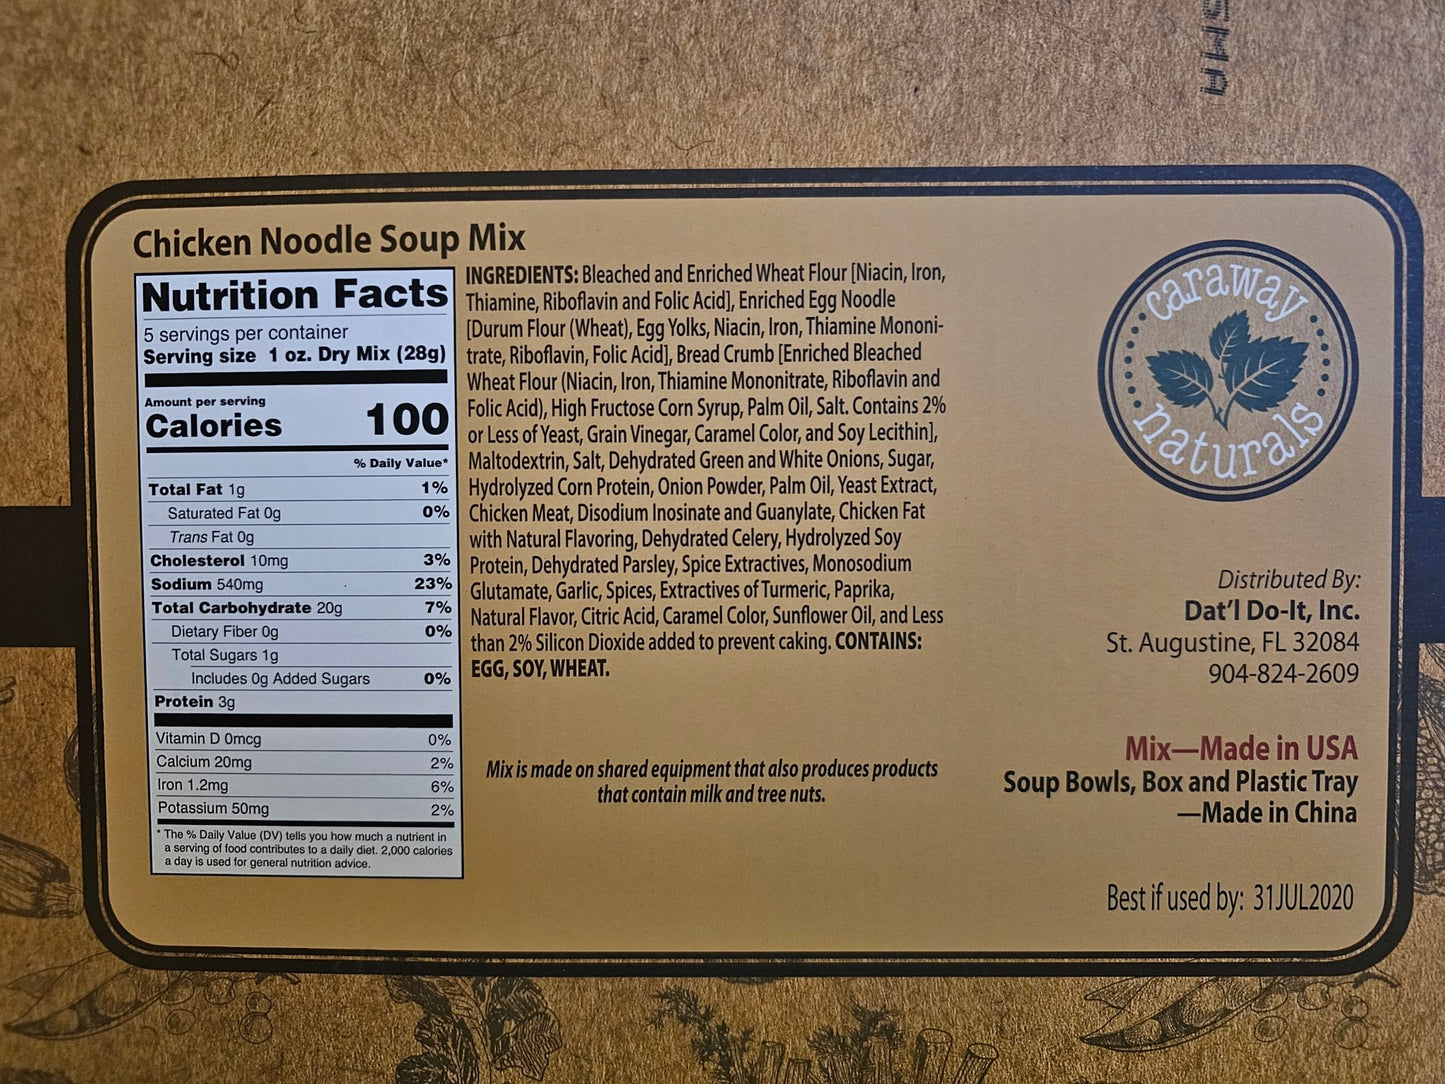 Chicken Noodle Soup Mix
Nutrition Facts
5 servings per container
Serving size 1 oz. Dry Mix (28g)
Amount per serving
Calories 100
% Daily Value*
Total Fat 1g 1%
Saturated Fat 0g 0%
Trans Fat 0g
Cholesterol 10mg 3%
Sodium 540mg 23%
Total Carbohydrate 20g 7%
Dietary Fiber 0g 0%
Total Sugars 1g
Includes 0g Added Sugars 0%
Protein 3g
Vitamin D 0mcg 0%
Calcium 20mg 2%
Iron 1.2mg 6%
Potassium 50mg 2%
* The % Daily Value (DV) tells you how much a nutrient in
a serving of food contributes to a daily diet. 2,000 calories
a day is used for general nutrition advice.
INGREDIENTS: Bleached and Enriched Wheat Flour [Niacin, Iron,
Thiamine, Riboflavin and Folic Acid], Enriched Egg Noodle
[Durum Flour (Wheat), Egg Yolks, Niacin, Iron, Thiamine Mononi-
trate, Riboflavin, Folic Acid], Bread Crumb [Enriched Bleached
Wheat Flour (Niacin, Iron, Thiamine Mononitrate, Riboflavin and
Folic Acid), High Fructose Corn Syrup, Palm Oil, Salt. Contains 2%
or Less of Yeast, Grain Vinegar, Caramel Color, and Soy Lecithin],
Maltodextrin, Salt, Dehydrated Green and White Onions, Sugar,
Hydrolyzed Corn Protein, Onion Powder, Palm Oil, Yeast Extract,
Chicken Meat, Disodium Inosinate and Guanylate, Chicken Fat
with Natural Flavoring, Dehydrated Celery, Hydrolyzed Soy
Protein, Dehydrated Parsley, Spice Extractives, Monosodium
Glutamate, Garlic, Spices, Extractives of Turmeric, Paprika,
Natural Flavor, Citric Acid, Caramel Color, Sunflower Oil, and Less
than 2% Silicon Dioxide added to prevent caking. CONTAINS:
EGG, SOY, WHEAT.
Mix is made on shared equipment that also produces products
that contain milk and tree nuts.
caraway
naturals
Distributed By:
Dat'l Do-It, Inc.
St. Augustine, FL 32084
904-824-2609
Mix—Made in USA
Soup Bowls, Box and Plastic Tray
—Made in China
Best if used by: 31JUL2020